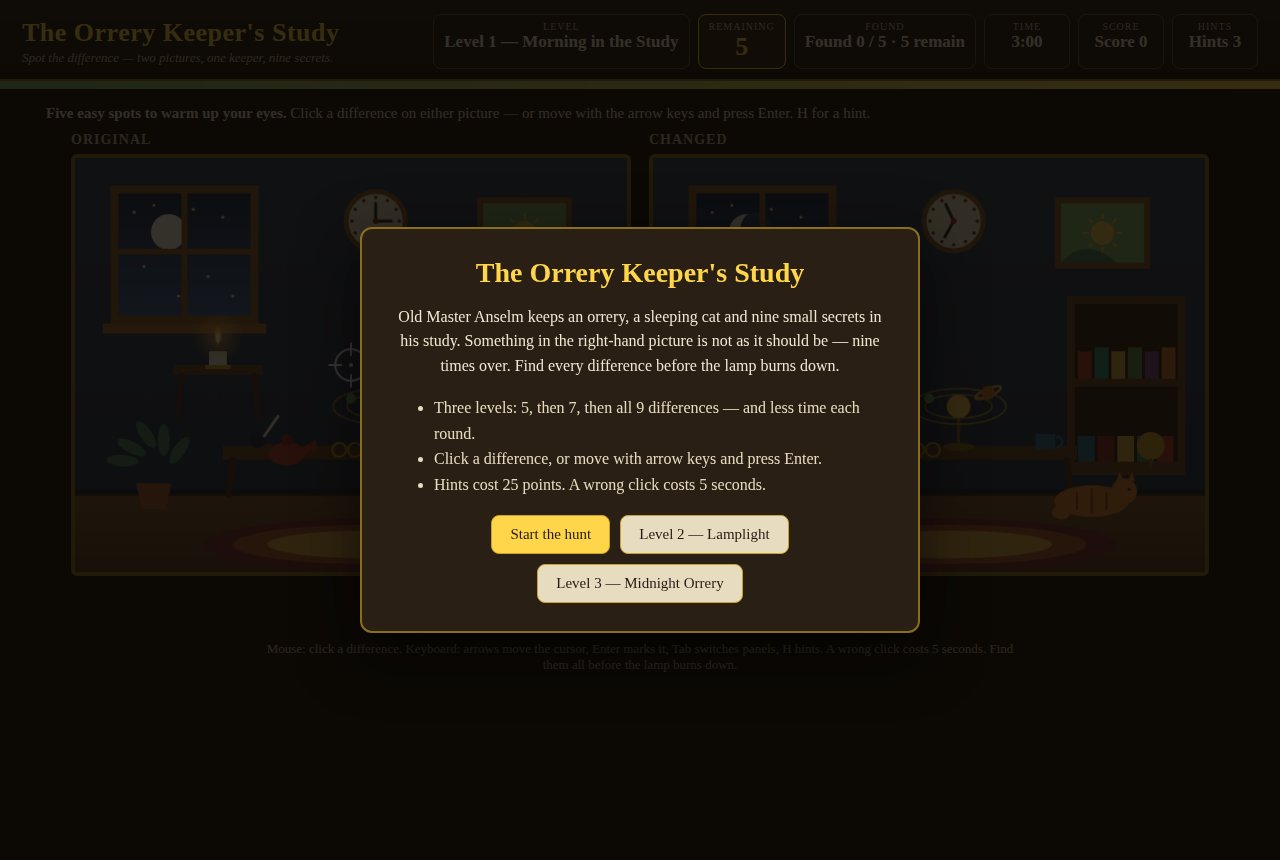 The Orrery Keeper's Study
Spot the difference — two pictures, one keeper, nine secrets.
LEVEL
Level 1 — Morning in the Study
REMAINING
5
FOUND
Found 0 / 5 · 5 remain
TIME
3:00
SCORE
Score 0
HINTS
Hints 3
Five easy spots to warm up your eyes. Click a difference on either picture — or move with the arrow keys and press Enter. H for a hint.
ORIGINAL
CHANGED
The Orrery Keeper's Study
Old Master Anselm keeps an orrery, a sleeping cat and nine small secrets in
his study. Something in the right-hand picture is not as it should be — nine
times over. Find every difference before the lamp burns down.
• Three levels: 5, then 7, then all 9 differences — and less time each
round.
• Click a difference, or move with arrow keys and press Enter.
• Hints cost 25 points. A wrong click costs 5 seconds.
Start the hunt
Level 2 — Lamplight
Level 3 — Midnight Orrery
Mouse: click a difference. Keyboard: arrows move the cursor, Enter marks it, Tab switches panels, H hints. A wrong click costs 5 seconds. Find
them all before the lamp burns down.